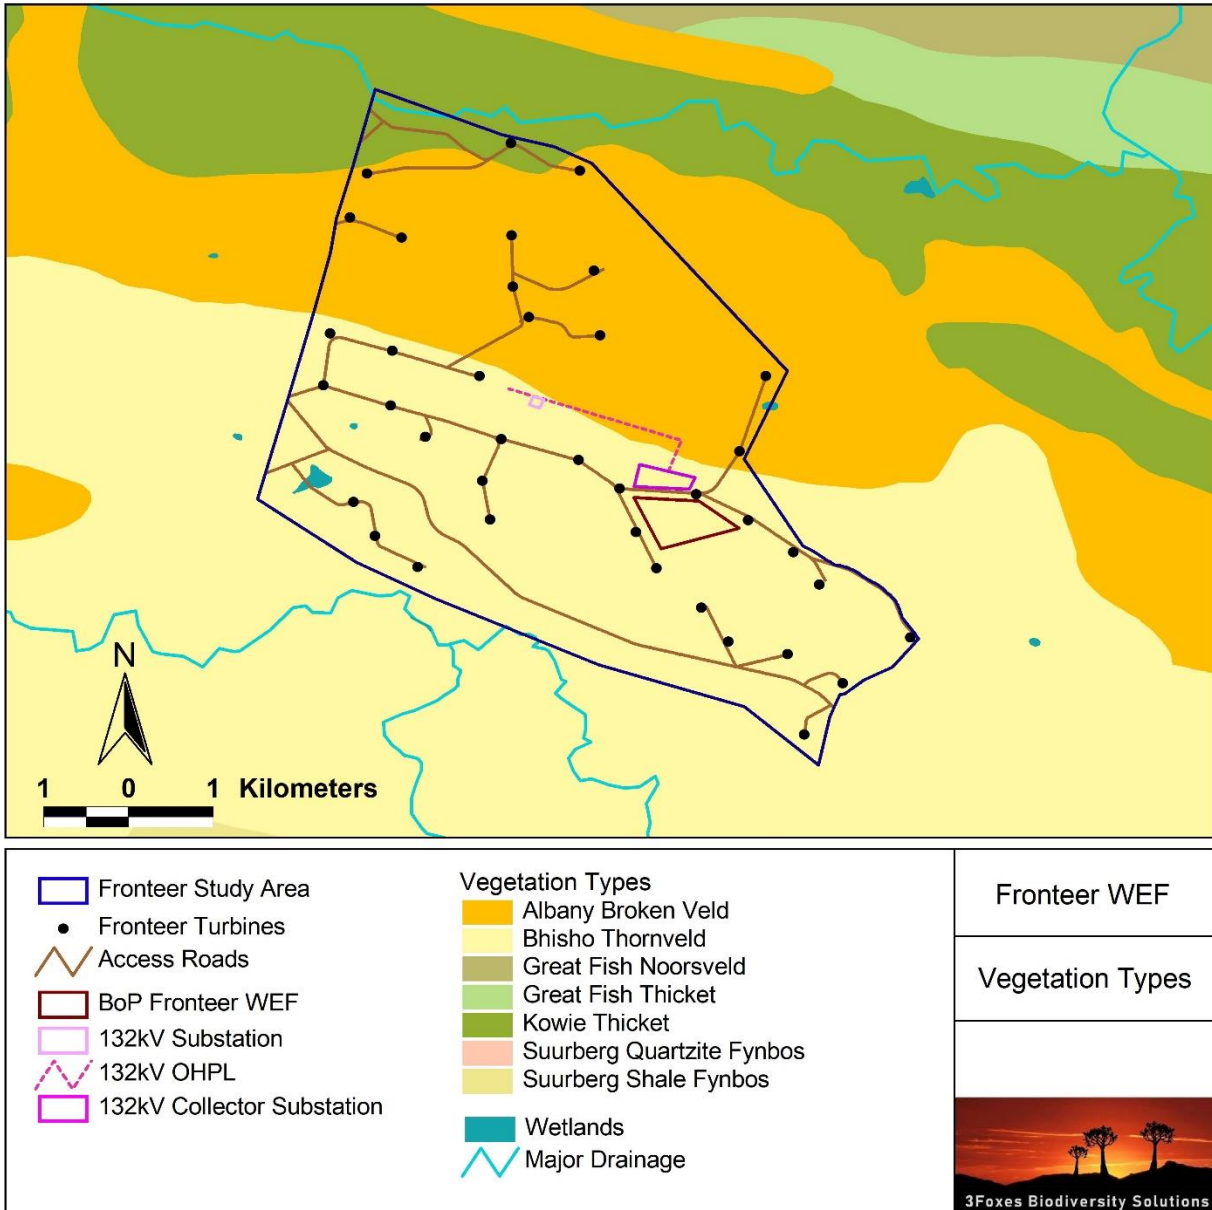 N
1 0 1 Kilometers
Fronteer Study Area
Fronteer Turbines
Access Roads
BoP Fronteer WEF
132kV Substation
132kV OHPL
132kV Collector Substation
Vegetation Types
Albany Broken Veld
Bhisho Thornveld
Great Fish Noorsveld
Great Fish Thicket
Kowie Thicket
Suurberg Quartzite Fynbos
Suurberg Shale Fynbos
Wetlands
Major Drainage
Fronteer WEF
Vegetation Types
3Foxes Biodiversity Solutions